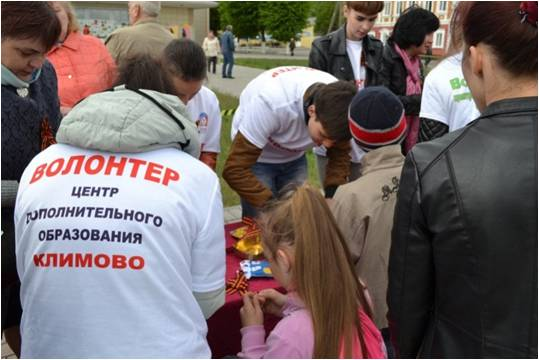 ВОЛОНТЕР
ЦЕНТР
ДОПОЛНИТЕЛЬНОГО
ОБРАЗОВАНИЯ
КЛИМОВО